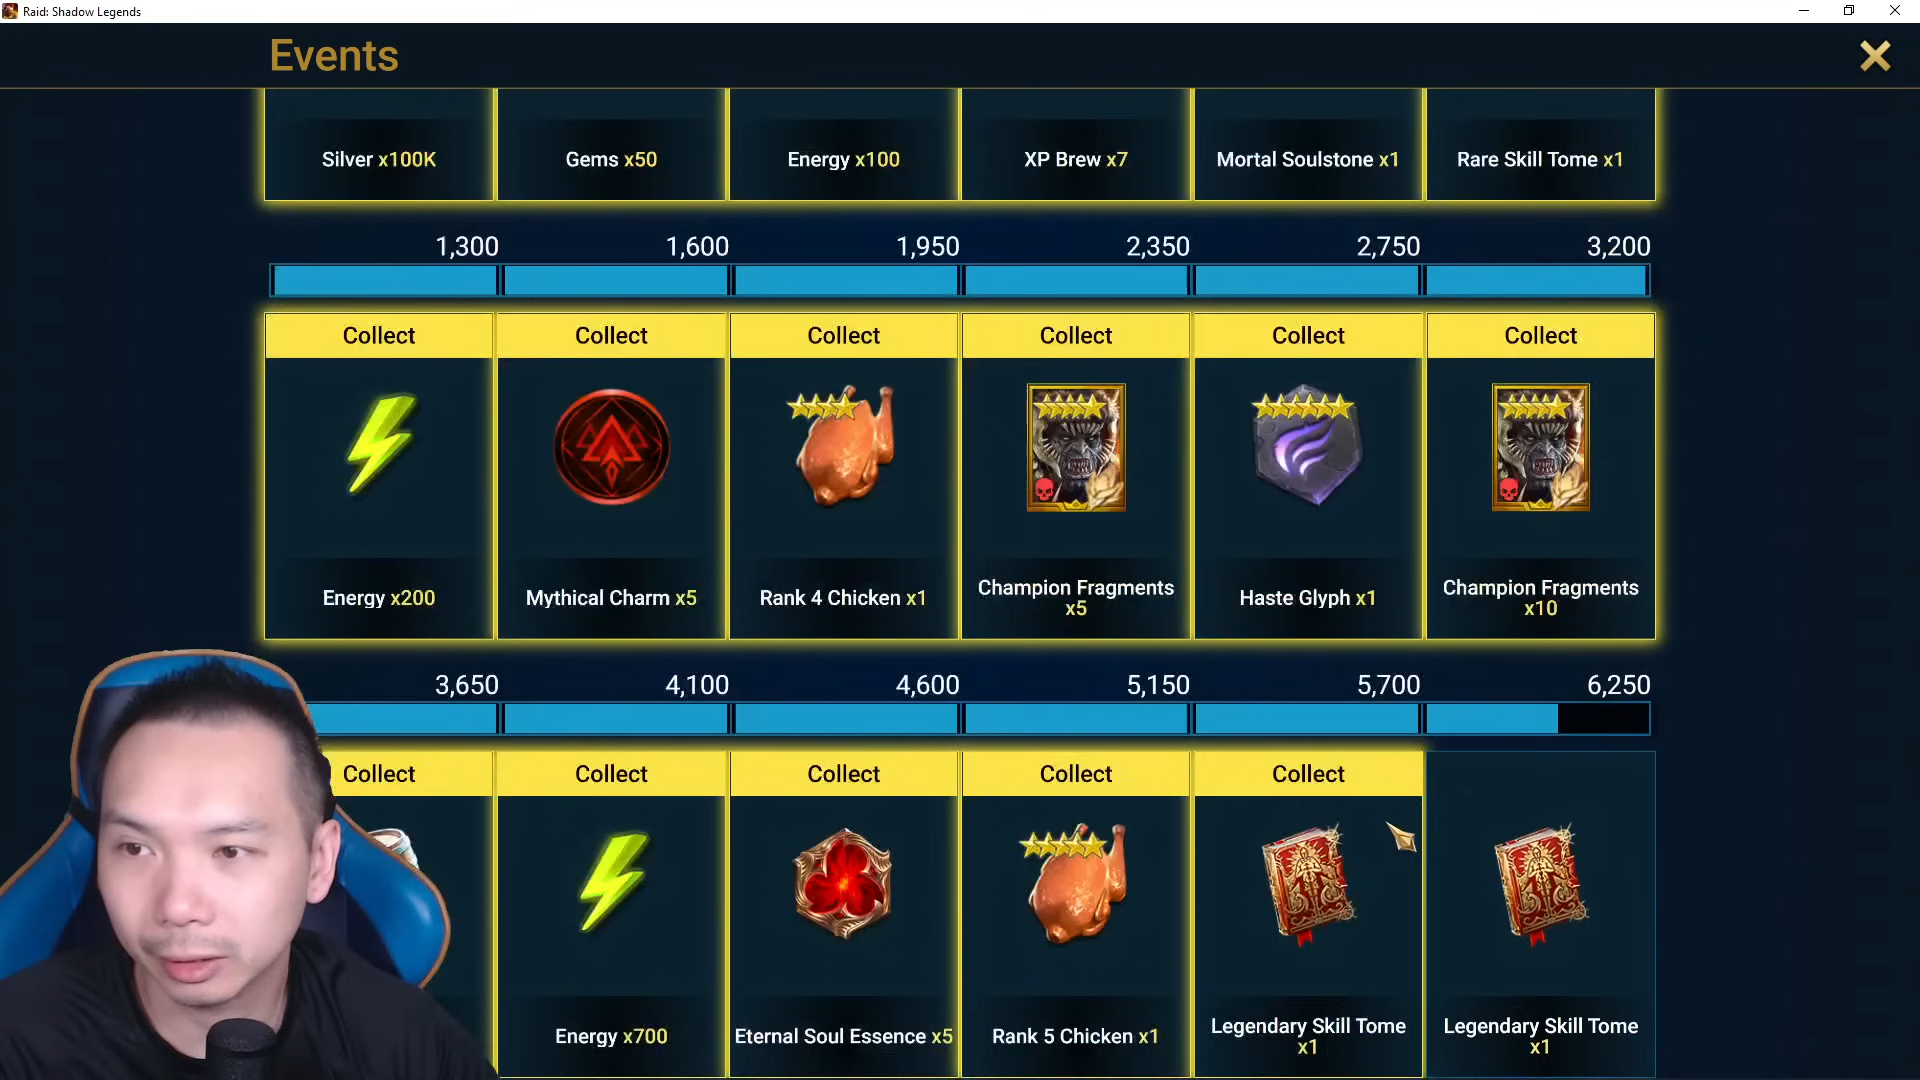 Raid: Shadow Legends
Events
Silver x100K
Gems x50
Energy x100
XP Brew x7
Mortal Soulstone x1
Rare Skill Tome x1
1,300
1,600
1,950
2,350
2,750
3,200
Collect
Collect
Collect
Collect
Collect
Collect
Energy x200
Mythical Charm x5
Rank 4 Chicken x1
Champion Fragments
x5
Haste Glyph x1
Champion Fragments
x10
3,650
4,100
4,600
5,150
5,700
6,250
Collect
Collect
Collect
Collect
Collect
Energy x700
Eternal Soul Essence x5
Rank 5 Chicken x1
Legendary Skill Tome
x1
Legendary Skill Tome
x1